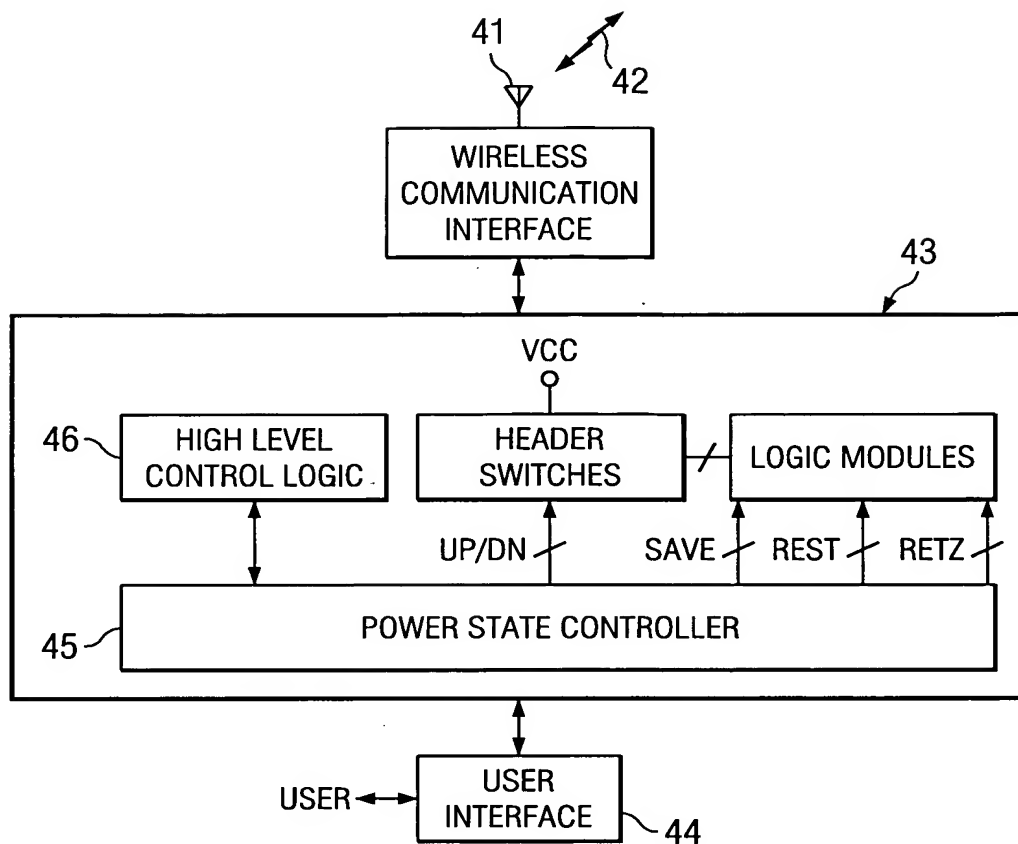 41
42
WIRELESS
COMMUNICATION
INTERFACE
43
VCC
46
HIGH LEVEL
CONTROL LOGIC
HEADER
SWITCHES
LOGIC MODULES
UP/DN
SAVE
REST
RETZ
45
POWER STATE CONTROLLER
USER
USER
INTERFACE
44